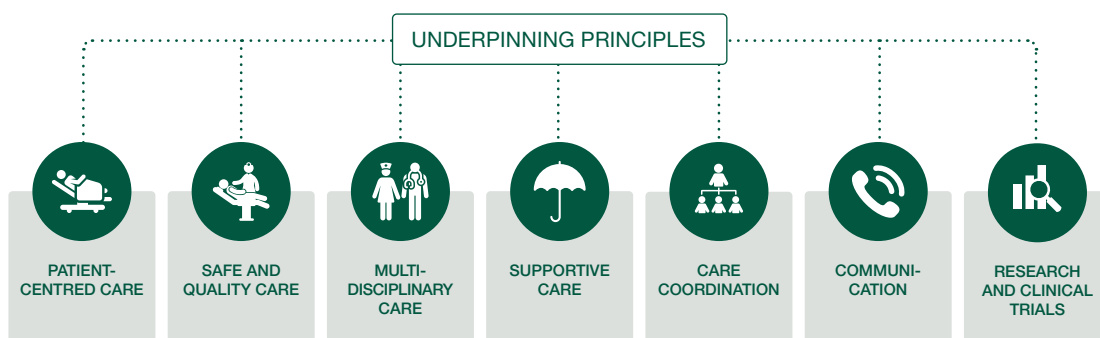 UNDERPINNING PRINCIPLES
PATIENT-
CENTRED CARE
SAFE AND
QUALITY CARE
MULTI-
DISCIPLINARY
CARE
SUPPORTIVE
CARE
CARE
COORDINATION
COMMUNI-
CATION
RESEARCH
AND CLINICAL
TRIALS